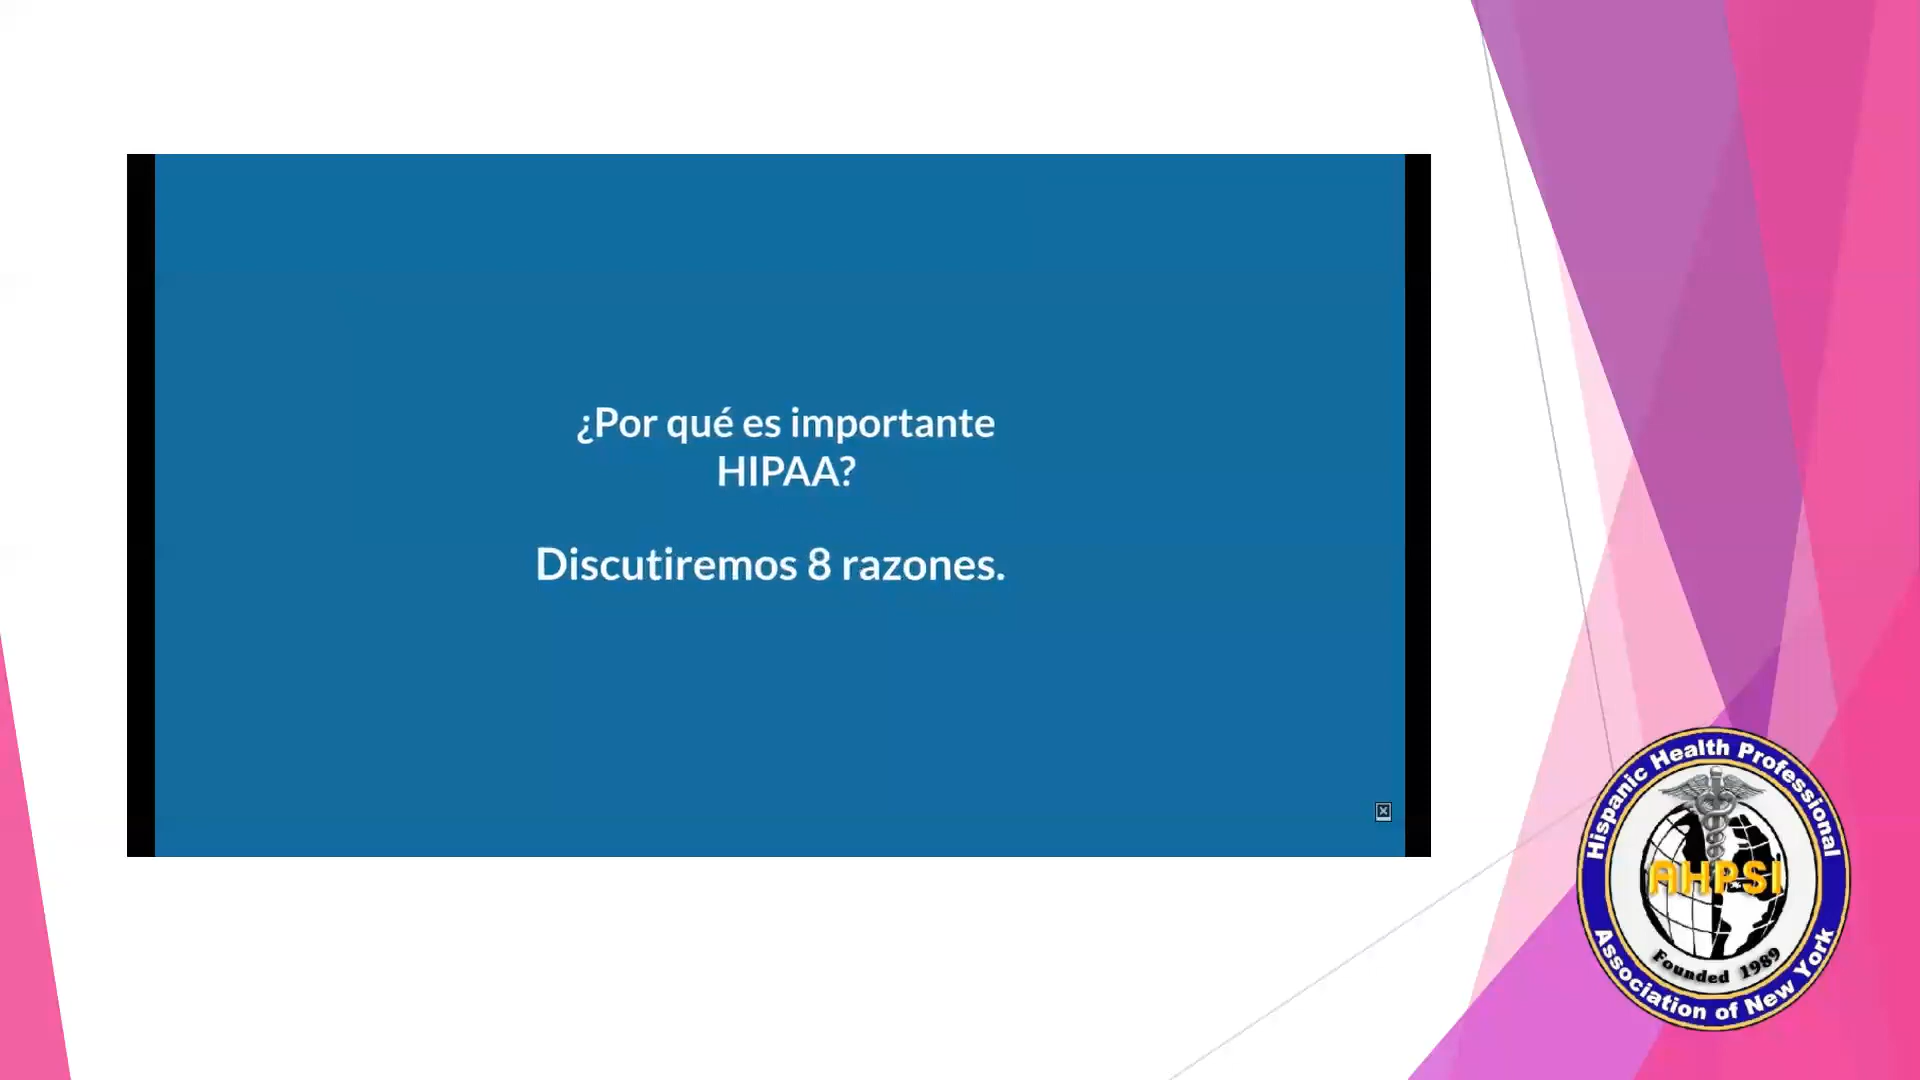 ¿Por qué es importante
HIPAA?
Discutiremos 8 razones.
Hispanic Health Professional
AHPSI
Founded 1989
Association of New York